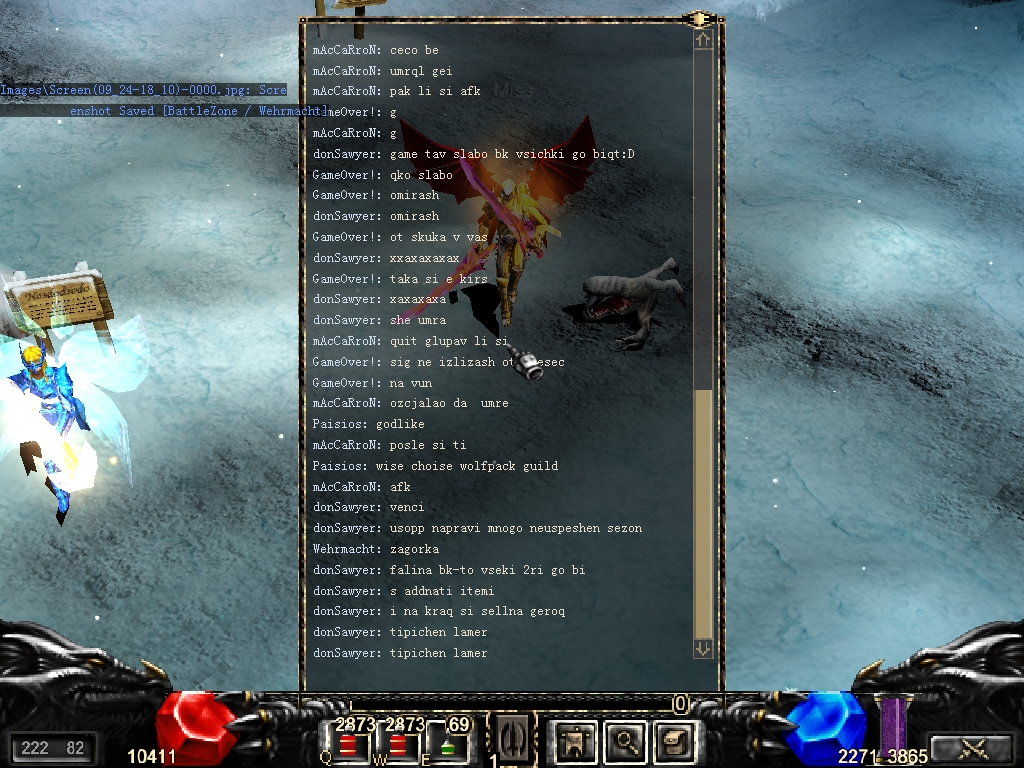 mAcCaRroN: ceco be
mAcCaRroN: umrql gei
mAcCaRroN: pak li si afk
Miss
Images\Screen(09_24-18_10)-0000.jpg: Scre
enshot Saved [BattleZone / Wehrmacht]
meOver!: g
mAcCaRroN: g
donSawyer: game tav slabo bk vsichki go biqt:D
GameOver!: qko slabo
GameOver!: omirash
donSawyer: omirash
GameOver!: ot skuka v vas
donSawyer: xxaxaxaxax
GameOver!: taka si e kirs
donSawyer: xaxaxaxa
donSawyer: she umra
mAcCaRroN: quit glupav li si
GameOver!: sig ne izlizash ot esec
GameOver!: na vun
mAcCaRroN: ozcjalao da  umre
Paisios: godlike
mAcCaRroN: posle si ti
Paisios: wise choise wolfpack guild
mAcCaRroN: afk
donSawyer: venci
donSawyer: usopp napravi mnogo neuspeshen sezon
Wehrmacht: zagorka
donSawyer: falina bk-to vseki 2ri go bi
donSawyer: s addnati itemi
donSawyer: i na kraq si sellna geroq
donSawyer: tipichen lamer
donSawyer: tipichen lamer
0
2873 2873 69
Q W E 1
222 82
10411
2271 3865